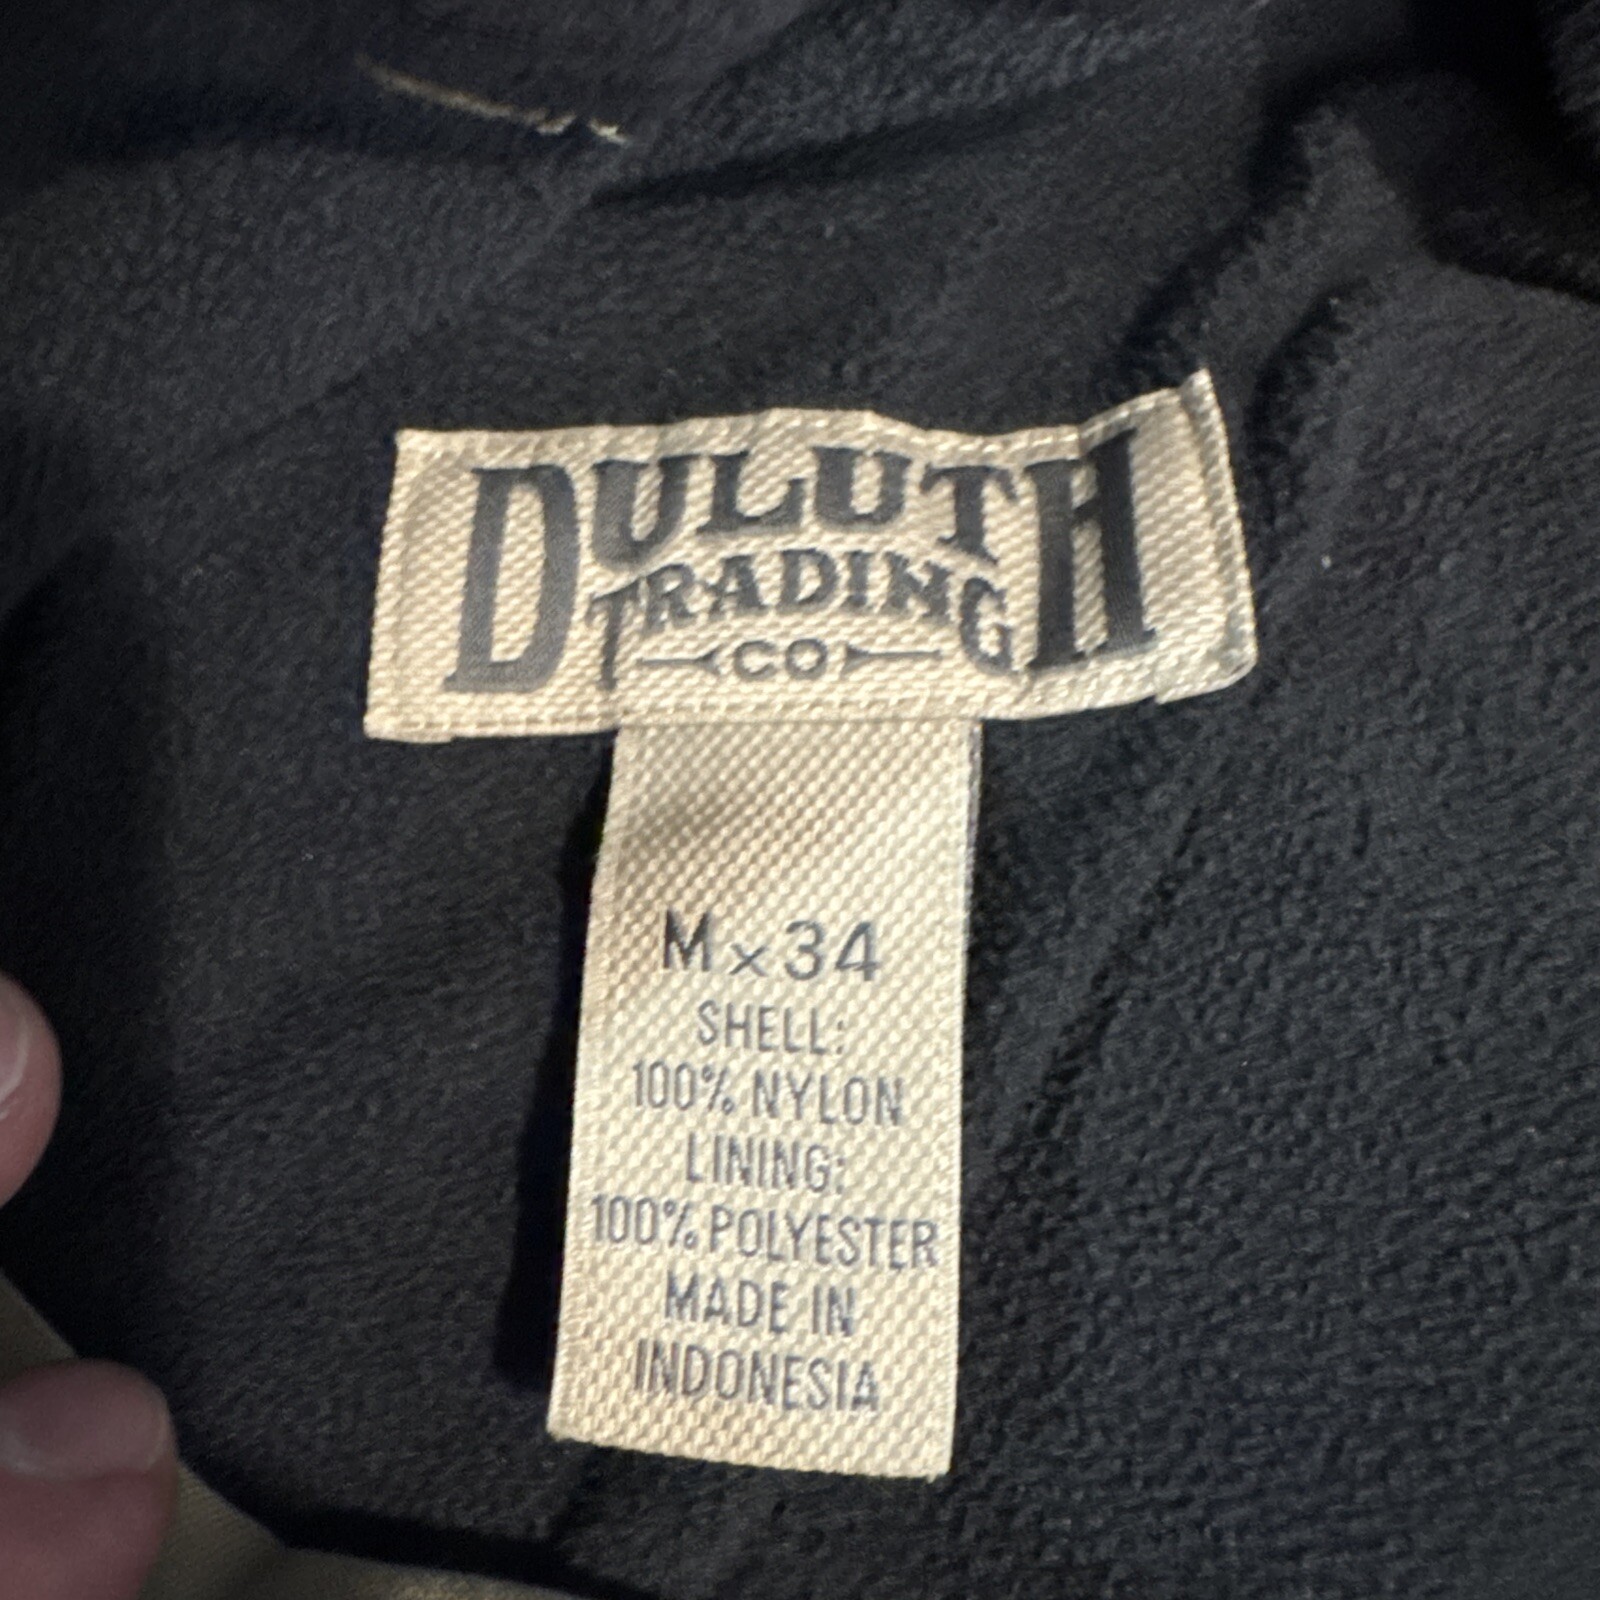 DULUTH
TRADING
CO
M x 34
SHELL:
100% NYLON
LINING:
100% POLYESTER
MADE IN
INDONESIA